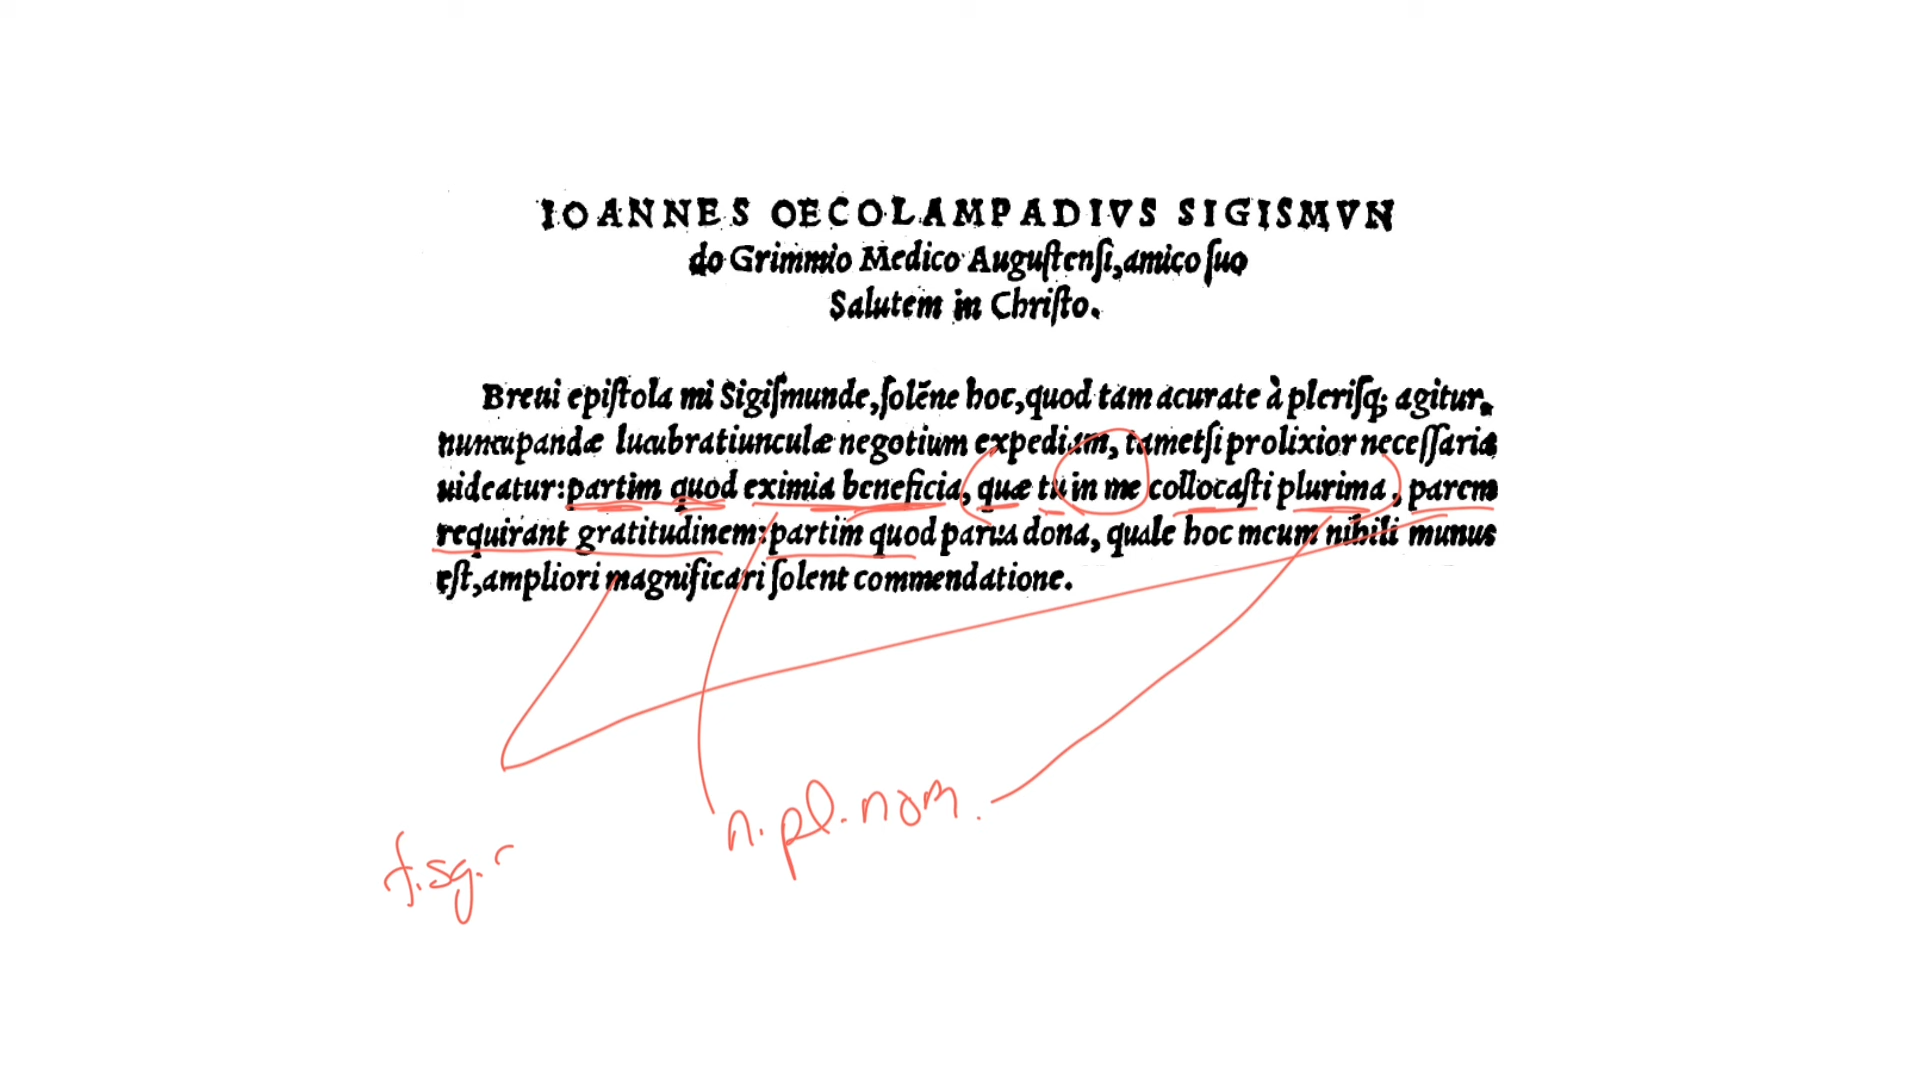 IOANNES OECOLAMPADIVS SIGISMVN
do Grimmio Medico Auguſtenſi, amico ſuo
Salutem in Chriſto.
Breui epiſtola mi Sigiſmunde, ſolēne hoc, quod tam acurate à pleriſq; agitur,
nuncupandæ lucubratiunculæ negotium expediam, tametſi prolixior neceſſaria
uideatur: partim quod eximia beneficia, quæ tu in me collocaſti plurima, parem
requirant gratitudinem: partim quod parua dona, quale hoc meum nihili munus
eſt, ampliori magnificari ſolent commendatione.
n. pl. nom.
f. sg.